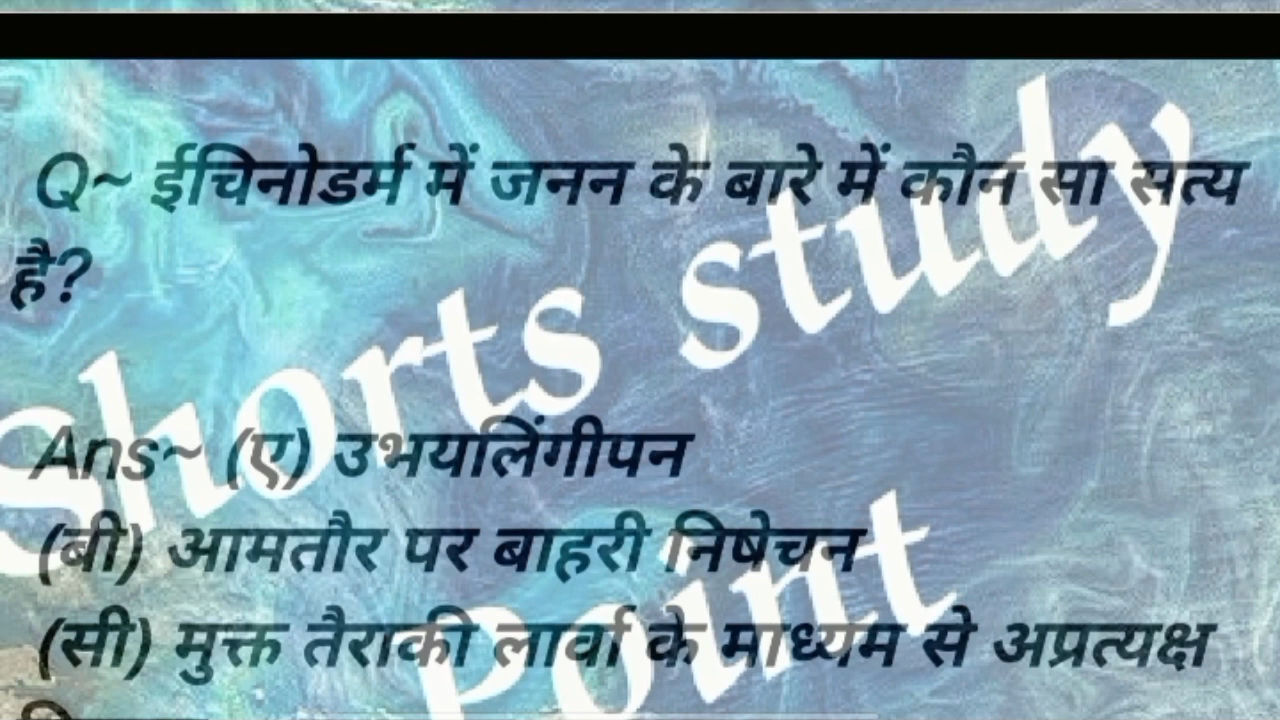 Q~ ईचिनोडर्म में जनन के बारे में कौन सा सत्य
है?
Shorts study
Point
Ans~ (ए) उभयलिंगीपन
(बी) आमतौर पर बाहरी निषेचन
(सी) मुक्त तैराकी लार्वा के माध्यम से अप्रत्यक्ष